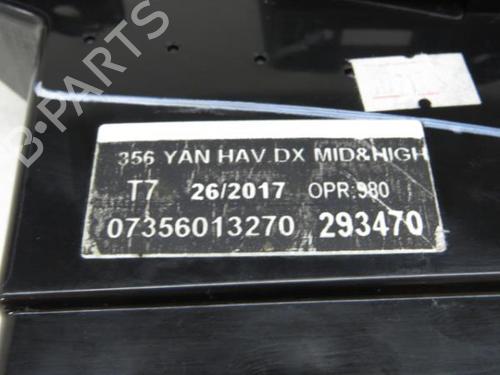 B-PARTS
356 YAN HAV.DX MID&HIGH
T7 26/2017 OPR:980
07356013270 293470